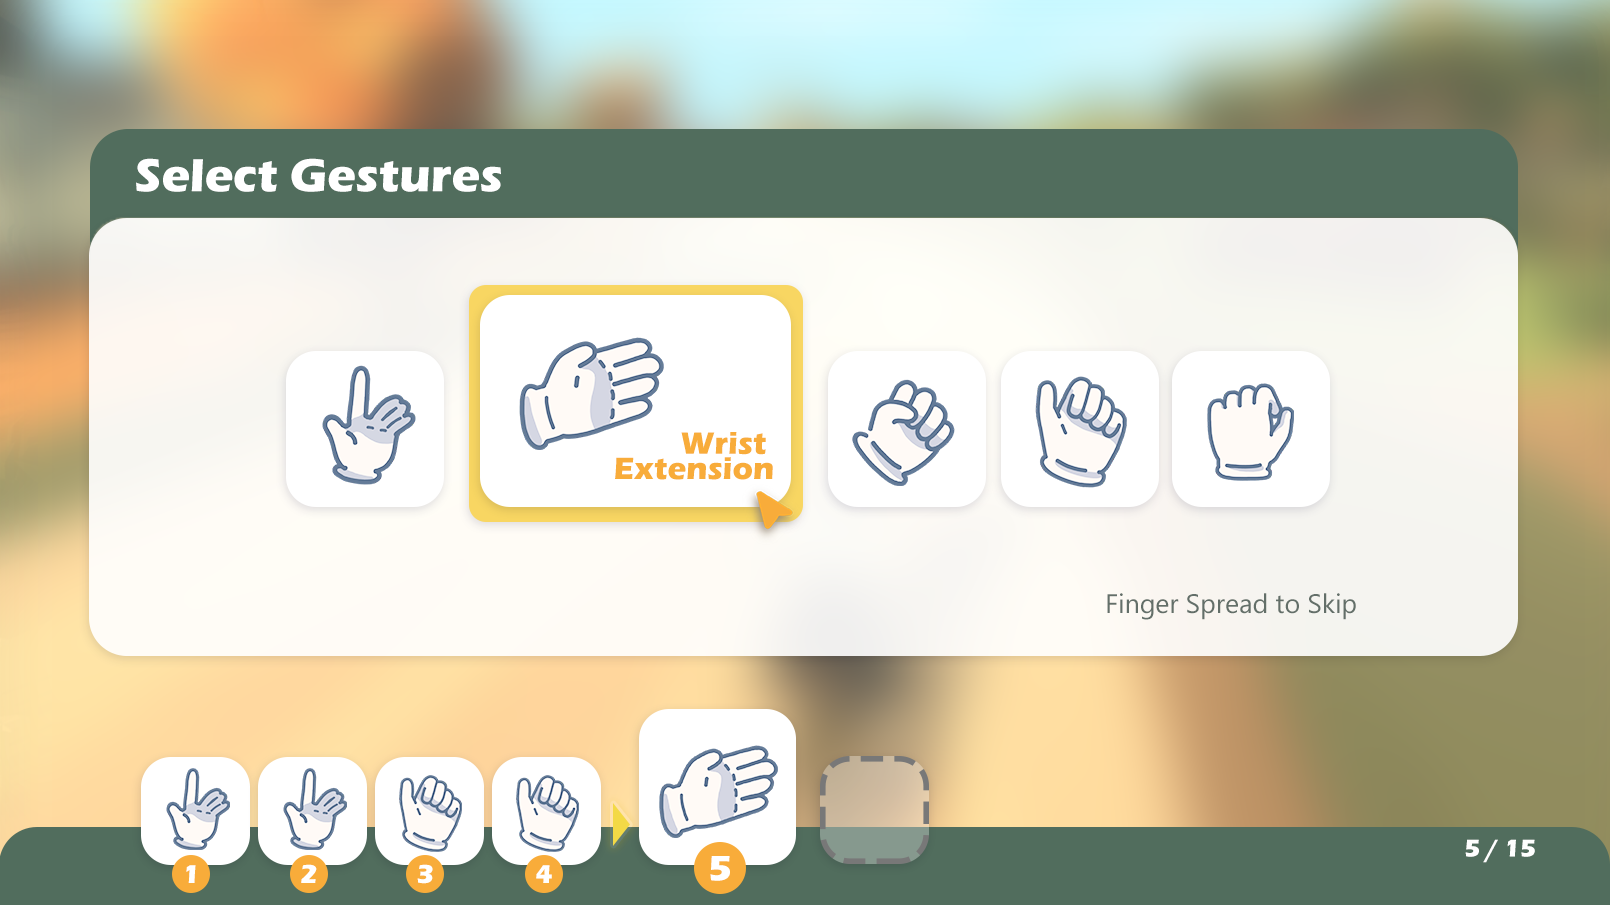 Select Gestures
Wrist
Extension
Finger Spread to Skip
1
2
3
4
5
5 / 15